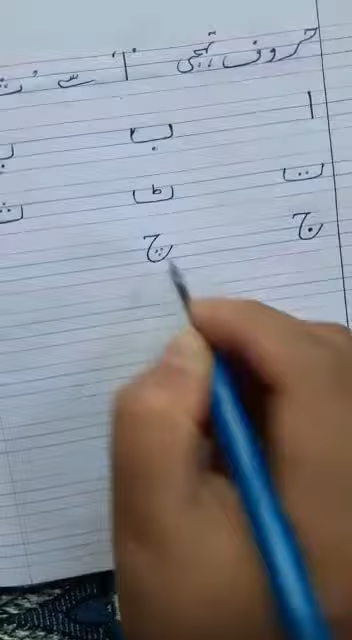 حروف تہجی "ا" سے
ا ب
ت ٹ ث
ج چ